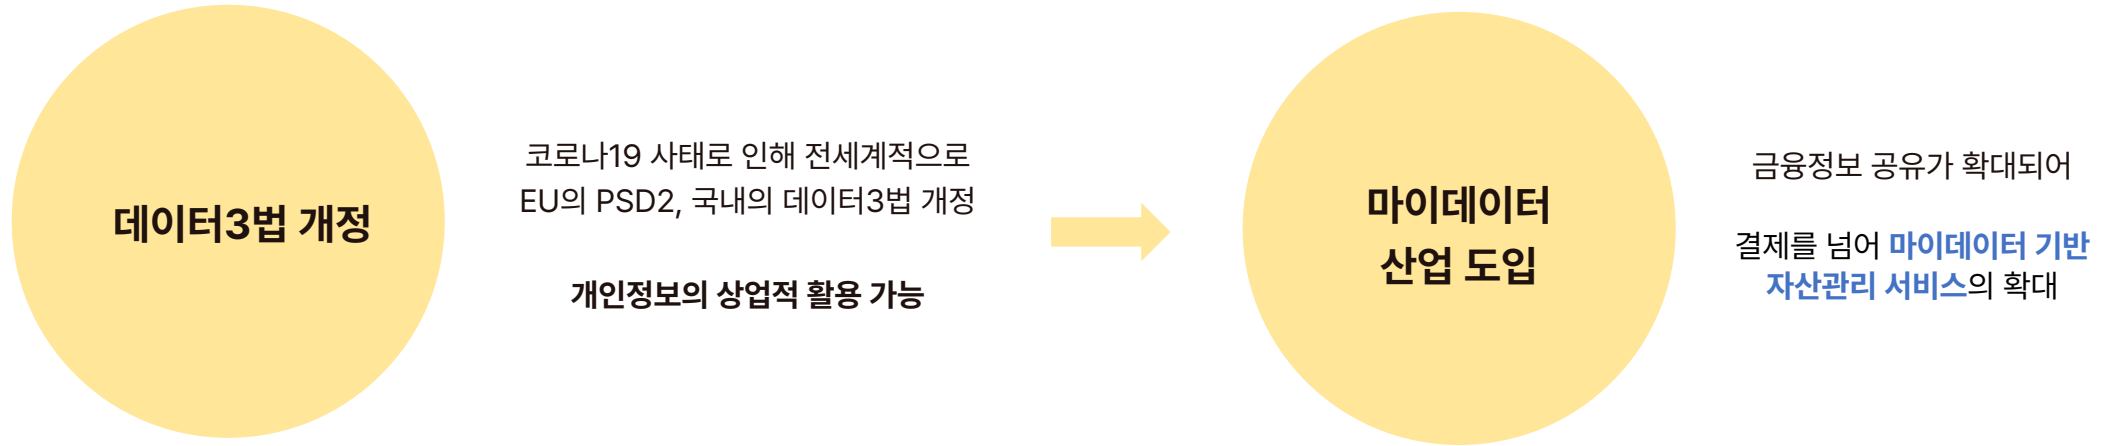 데이터3법 개정
코로나19 사태로 인해 전세계적으로
EU의 PSD2, 국내의 데이터3법 개정
개인정보의 상업적 활용 가능
마이데이터
산업 도입
금융정보 공유가 확대되어
결제를 넘어 마이데이터 기반
자산관리 서비스의 확대